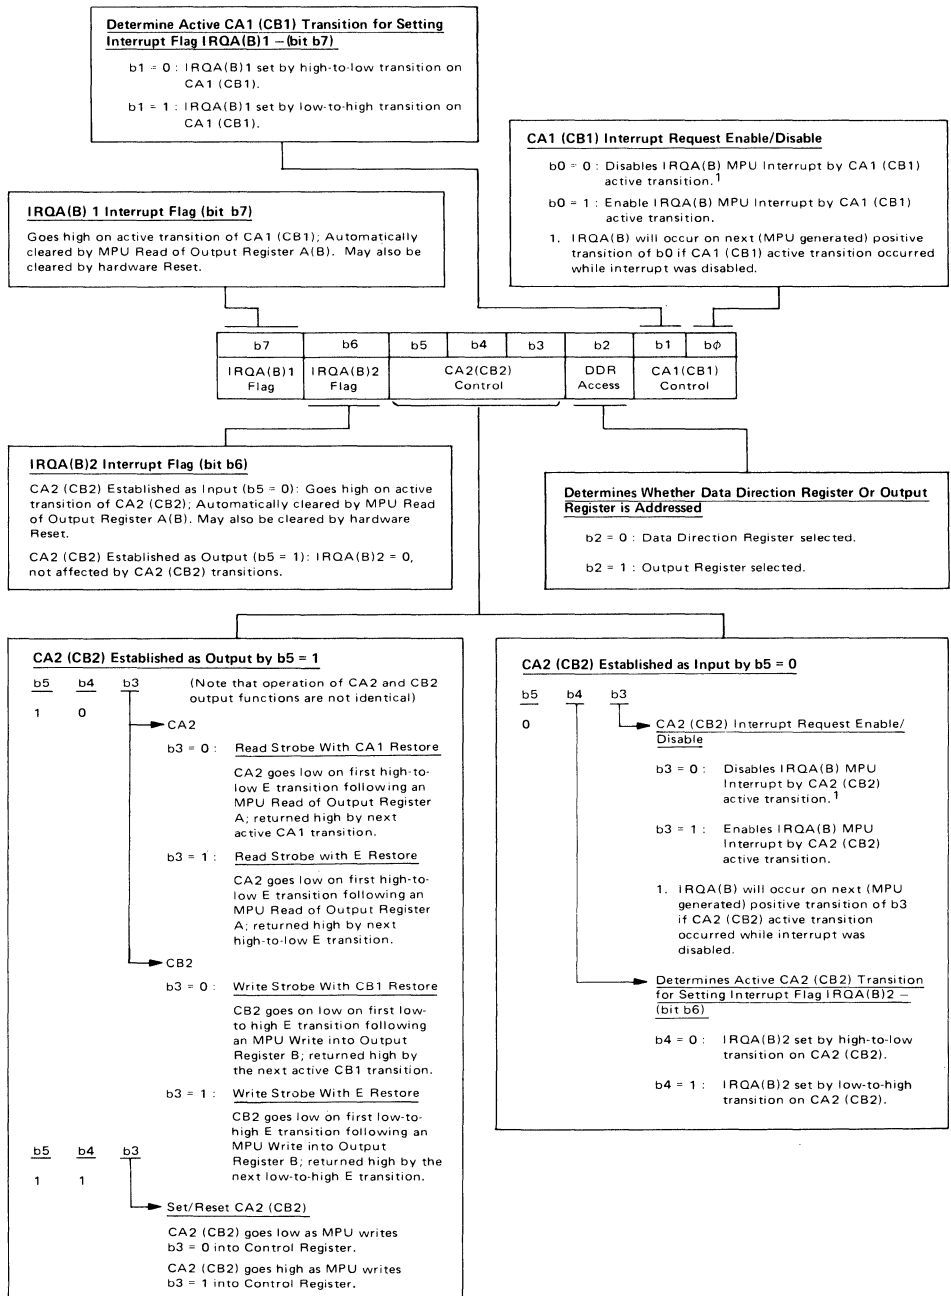 Determine Active CA1 (CB1) Transition for Setting
Interrupt Flag IRQA(B)1 – (bit b7)
b1 = 0 : IRQA(B)1 set by high-to-low transition on
CA1 (CB1).
b1 = 1 : IRQA(B)1 set by low-to-high transition on
CA1 (CB1).
CA1 (CB1) Interrupt Request Enable/Disable
b0 = 0 : Disables IRQA(B) MPU Interrupt by CA1 (CB1)
active transition.1
b0 = 1 : Enable IRQA(B) MPU Interrupt by CA1 (CB1)
active transition.
1. IRQA(B) will occur on next (MPU generated) positive
transition of b0 if CA1 (CB1) active transition occurred
while interrupt was disabled.
IRQA(B) 1 Interrupt Flag (bit b7)
Goes high on active transition of CA1 (CB1); Automatically
cleared by MPU Read of Output Register A(B). May also be
cleared by hardware Reset.
b7 b6 b5 b4 b3 b2 b1 bϕ
IRQA(B)1 IRQA(B)2 CA2(CB2) DDR CA1(CB1)
Flag Flag Control Access Control
IRQA(B)2 Interrupt Flag (bit b6)
CA2 (CB2) Established as Input (b5 = 0): Goes high on active
transition of CA2 (CB2); Automatically cleared by MPU Read
of Output Register A(B). May also be cleared by hardware
Reset.
CA2 (CB2) Established as Output (b5 = 1): IRQA(B)2 = 0,
not affected by CA2 (CB2) transitions.
Determines Whether Data Direction Register Or Output
Register is Addressed
b2 = 0 : Data Direction Register selected.
b2 = 1 : Output Register selected.
CA2 (CB2) Established as Output by b5 = 1
b5 b4 b3 (Note that operation of CA2 and CB2
output functions are not identical)
1 0
CA2
b3 = 0 : Read Strobe With CA1 Restore
CA2 goes low on first high-to-
low E transition following an
MPU Read of Output Register
A; returned high by next
active CA1 transition.
b3 = 1 : Read Strobe with E Restore
CA2 goes low on first high-to-
low E transition following an
MPU Read of Output Register
A; returned high by next
high-to-low E transition.
CB2
b3 = 0 : Write Strobe With CB1 Restore
CB2 goes on low on first low-
to high E transition following
an MPU Write into Output
Register B; returned high by
the next active CB1 transition.
b3 = 1 : Write Strobe With E Restore
CB2 goes low on first low-to-
high E transition following an
MPU Write into Output
Register B; returned high by the
next low-to-high E transition.
b5 b4 b3
1 1
Set/Reset CA2 (CB2)
CA2 (CB2) goes low as MPU writes
b3 = 0 into Control Register.
CA2 (CB2) goes high as MPU writes
b3 = 1 into Control Register.
CA2 (CB2) Established as Input by b5 = 0
b5 b4 b3
0
CA2 (CB2) Interrupt Request Enable/
Disable
b3 = 0 : Disables IRQA(B) MPU
Interrupt by CA2 (CB2)
active transition.1
b3 = 1 : Enables IRQA(B) MPU
Interrupt by CA2 (CB2)
active transition.
1. IRQA(B) will occur on next (MPU
generated) positive transition of b3
if CA2 (CB2) active transition
occurred while interrupt was
disabled.
Determines Active CA2 (CB2) Transition
for Setting Interrupt Flag IRQA(B)2 –
(bit b6)
b4 = 0 : IRQA(B)2 set by high-to-low
transition on CA2 (CB2).
b4 = 1 : IRQA(B)2 set by low-to-high
transition on CA2 (CB2).